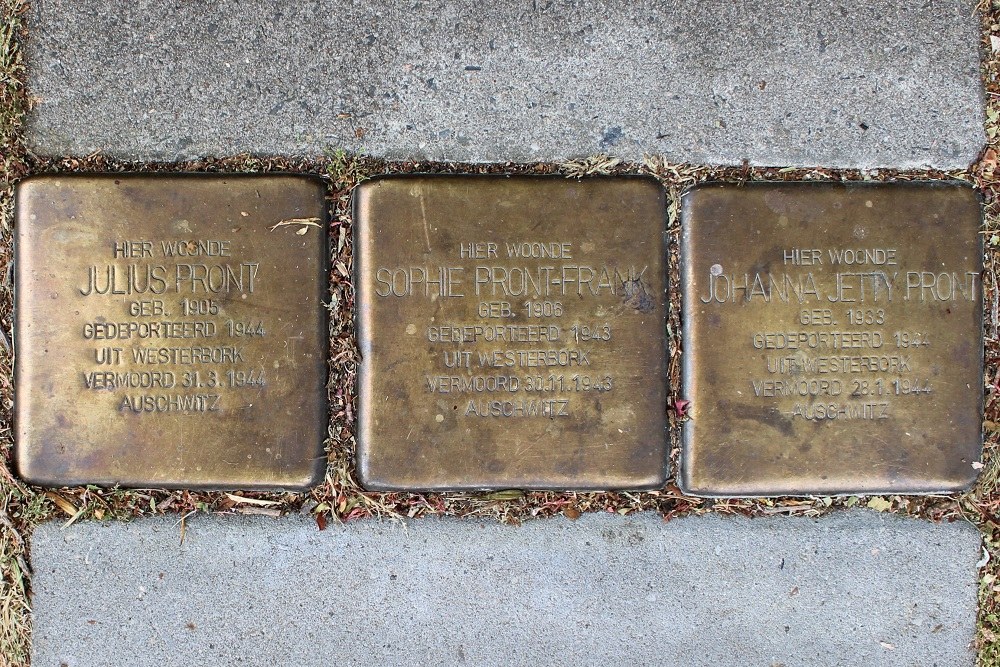 HIER WOONDE
JULIUS PRONT
GEB. 1905
GEDEPORTEERD 1944
UIT WESTERBORK
VERMOORD 31.3.1944
AUSCHWITZ
HIER WOONDE
SOPHIE PRONT-FRANK
GEB. 1906
GEDEPORTEERD 1943
UIT WESTERBORK
VERMOORD 30.11.1943
AUSCHWITZ
HIER WOONDE
JOHANNA JETTY PRONT
GEB. 1933
GEDEPORTEERD 1944
UIT WESTERBORK
VERMOORD 28.1.1944
AUSCHWITZ